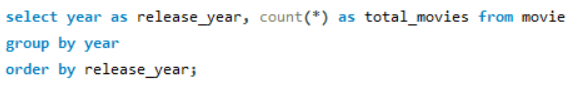 select year as release_year, count(*) as total_movies from movie
group by year
order by release_year;